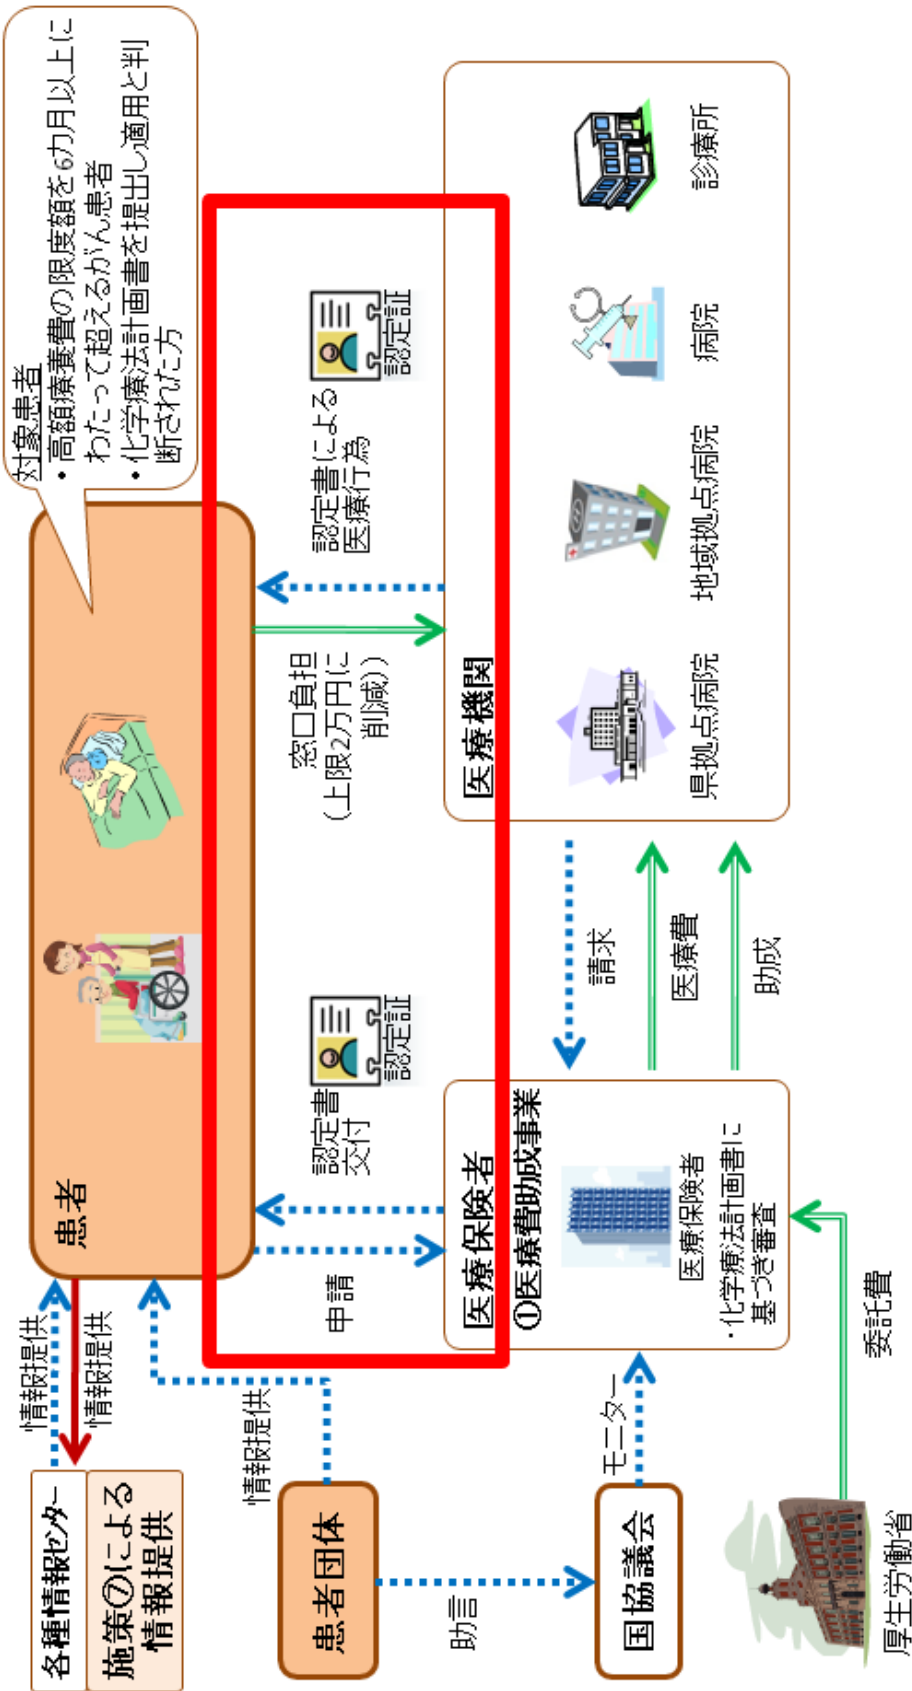 対象患者
・高額療養費の限度額を6カ月以上に
わたって超えるがん患者
・化学療法計画書を提出し適用と判
断された方
各種情報センター
施策⑦による
情報提供
情報提供
情報提供
患者
情報提供
患者団体
申請
認定書
交付
認定証
窓口負担
(上限2万円に
削減))
認定書による
医療行為
認定証
助言
国協議会
モニター
医療保険者
①医療費助成事業
医療保険者
・化学療法計画書に
基づき審査
請求
医療費
助成
医療機関
県拠点病院
地域拠点病院
病院
診療所
厚生労働省
委託費